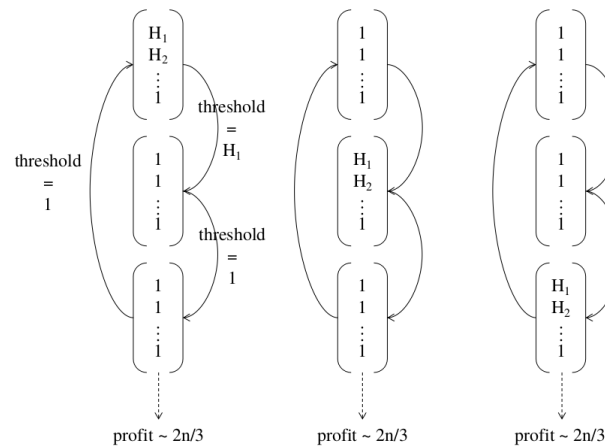 H₁
H₂
⋮
1
threshold
=
H₁
threshold
=
1
1
1
⋮
1
threshold
=
1
1
1
⋮
1
profit ~ 2n/3
1
1
⋮
1
H₁
H₂
⋮
1
1
1
⋮
1
profit ~ 2n/3
1
1
⋮
1
1
1
⋮
1
H₁
H₂
⋮
1
profit ~ 2n/3